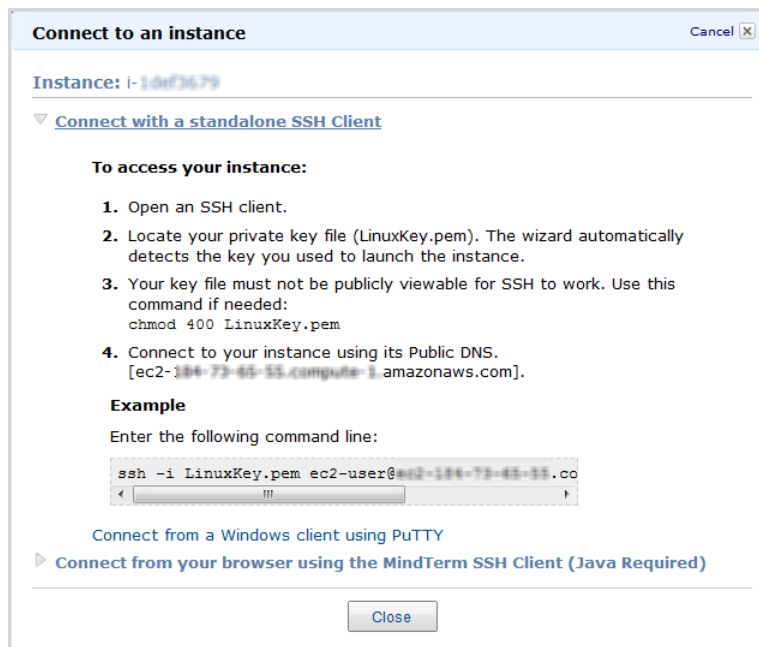 Connect to an instance
Cancel
Instance: i-
Connect with a standalone SSH Client
To access your instance:
1. Open an SSH client.
2. Locate your private key file (LinuxKey.pem). The wizard automatically
detects the key you used to launch the instance.
3. Your key file must not be publicly viewable for SSH to work. Use this
command if needed:
chmod 400 LinuxKey.pem
4. Connect to your instance using its Public DNS.
[ec2- .amazonaws.com].
Example
Enter the following command line:
ssh -i LinuxKey.pem ec2-user@ .co
Connect from a Windows client using PuTTY
Connect from your browser using the MindTerm SSH Client (Java Required)
Close